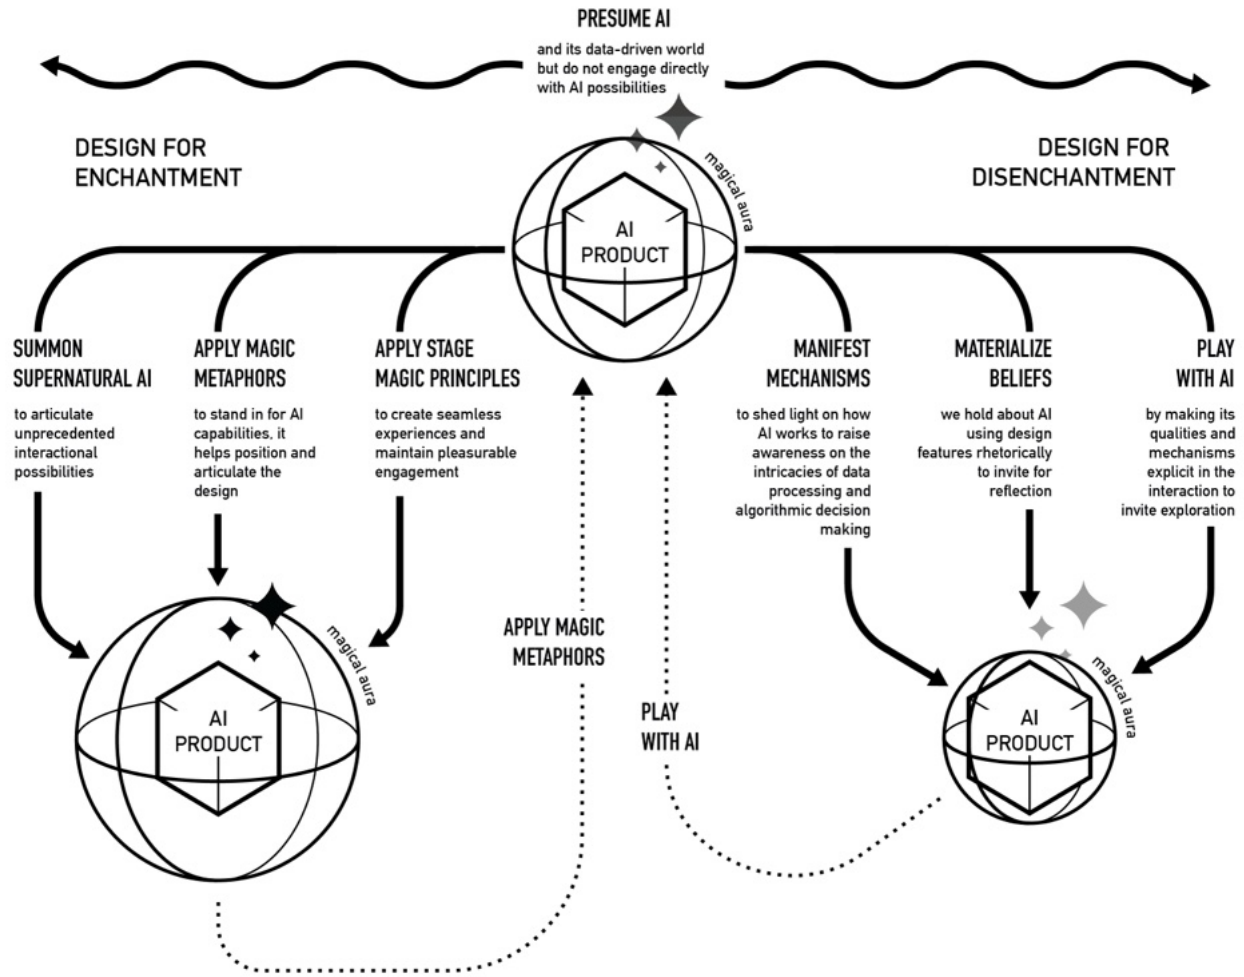 PRESUME AI
and its data-driven world
but do not engage directly
with AI possibilities
DESIGN FOR
ENCHANTMENT
DESIGN FOR
DISENCHANTMENT
magical aura
AI
PRODUCT
SUMMON
SUPERNATURAL AI
to articulate
unprecedented
interactional
possibilities
APPLY MAGIC
METAPHORS
to stand in for AI
capabilities, it
helps position and
articulate the
design
APPLY STAGE
MAGIC PRINCIPLES
to create seamless
experiences and
maintain pleasurable
engagement
MANIFEST
MECHANISMS
to shed light on how
AI works to raise
awareness on the
intricacies of data
processing and
algorithmic decision
making
MATERIALIZE
BELIEFS
we hold about AI
using design
features rhetorically
to invite for
reflection
PLAY
WITH AI
by making its
qualities and
mechanisms
explicit in the
interaction to
invite exploration
magical aura
AI
PRODUCT
APPLY MAGIC
METAPHORS
PLAY
WITH AI
magical aura
AI
PRODUCT